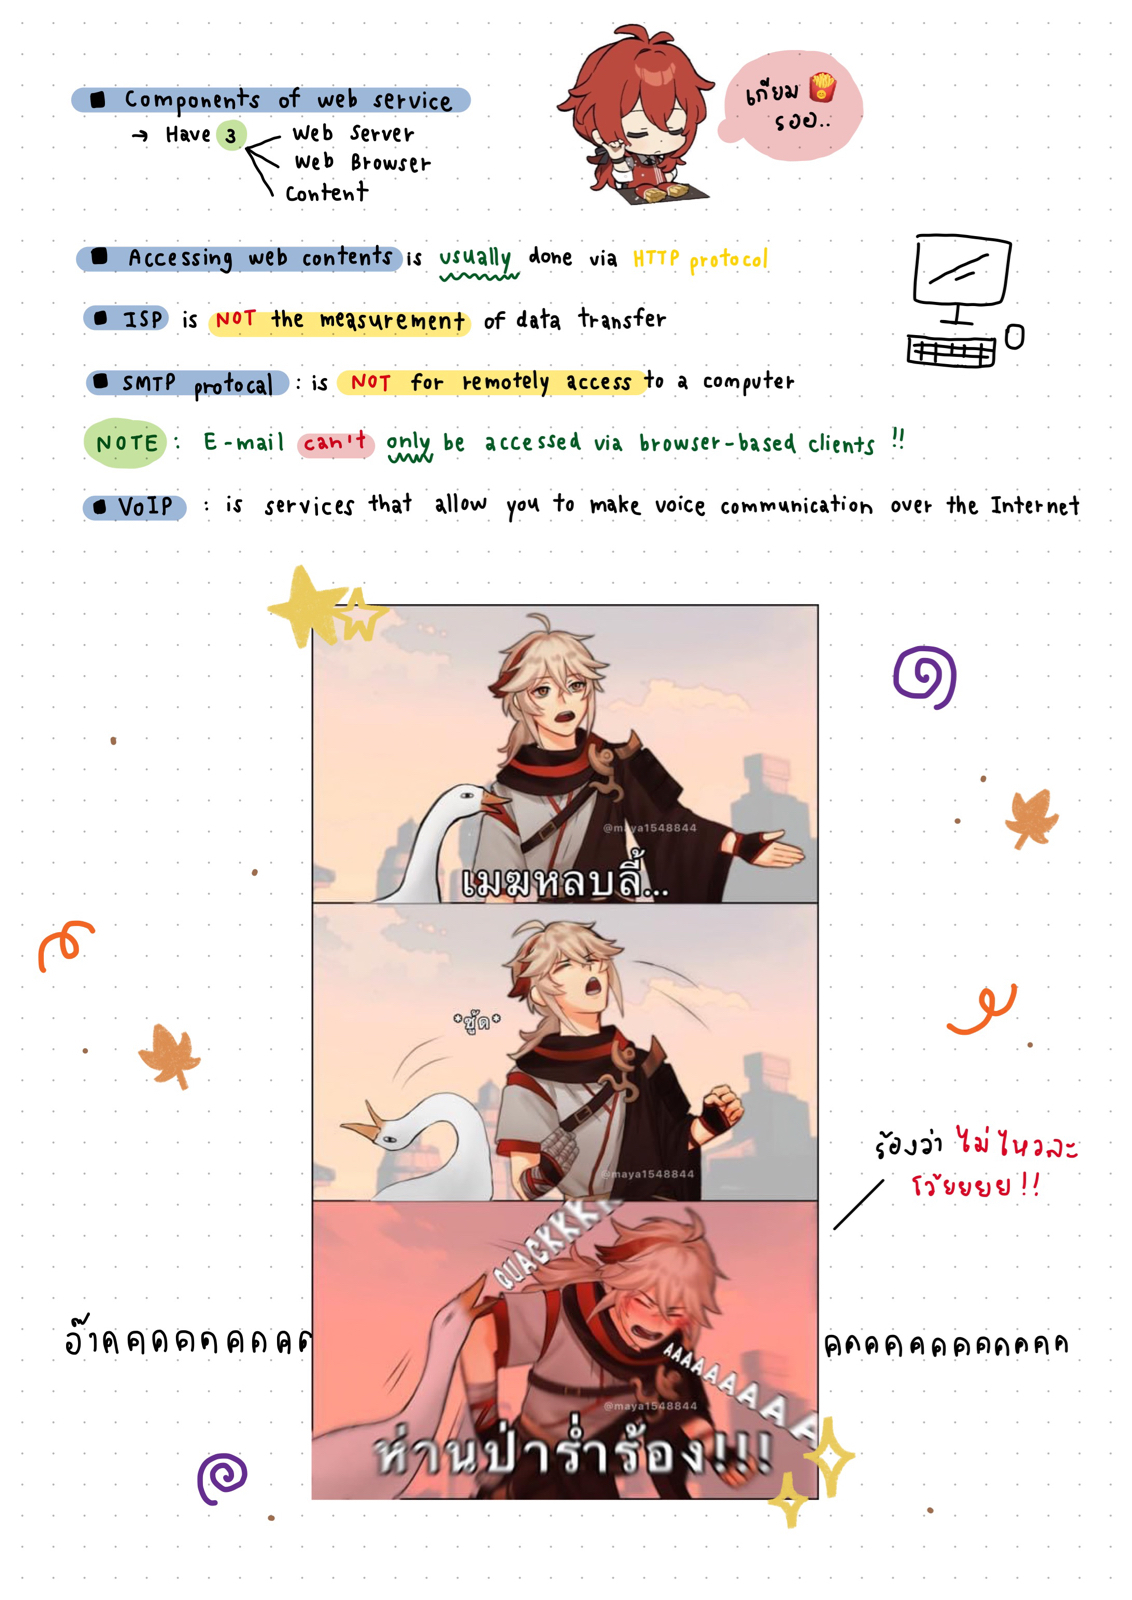 Components of web service
เกียม 🍟
รออ..
→ Have 3
Web Server
Web Browser
Content
Accessing web contents is usually done via HTTP protocol
ISP is NOT the measurement of data transfer
SMTP protocal : is NOT for remotely access to a computer
NOTE : E-mail can't only be accessed via browser-based clients !!
VoIP : is services that allow you to make voice communication over the Internet
@maya1548844
เมฆหลบลี้...
*ซู้ด*
@maya1548844
ร้องว่า ไม่ไหวละ
โว้ยยยย !!
QUACKKKK
อ๊าคคคคคคคค
AAAAAAAAA
คคคคคคคคคคค
@maya1548844
ห่านป่าร่ำร้อง!!!